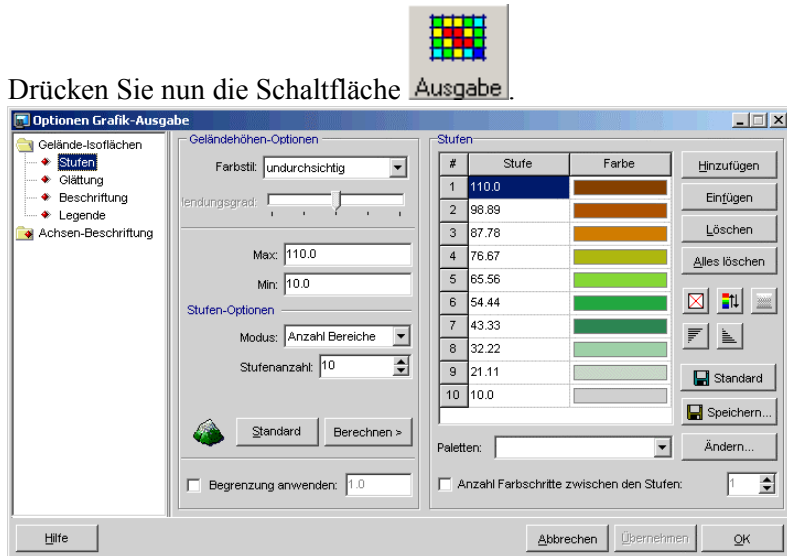 Drücken Sie nun die Schaltfläche Ausgabe.
Optionen Grafik-Ausgabe
Gelände-Isoflächen
Stufen
Glättung
Beschriftung
Legende
Achsen-Beschriftung
Geländehöhen-Optionen
Farbstil: undurchsichtig
lendungsgrad:
Max: 110.0
Min: 10.0
Stufen-Optionen
Modus: Anzahl Bereiche
Stufenanzahl: 10
Standard Berechnen >
Begrenzung anwenden: 1.0
Stufen
# Stufe Farbe
1 110.0
2 98.89
3 87.78
4 76.67
5 65.56
6 54.44
7 43.33
8 32.22
9 21.11
10 10.0
Paletten:
Anzahl Farbschritte zwischen den Stufen: 1
Hinzufügen
Einfügen
Löschen
Alles löschen
Standard
Speichern...
Ändern...
Hilfe Abbrechen Übernehmen OK